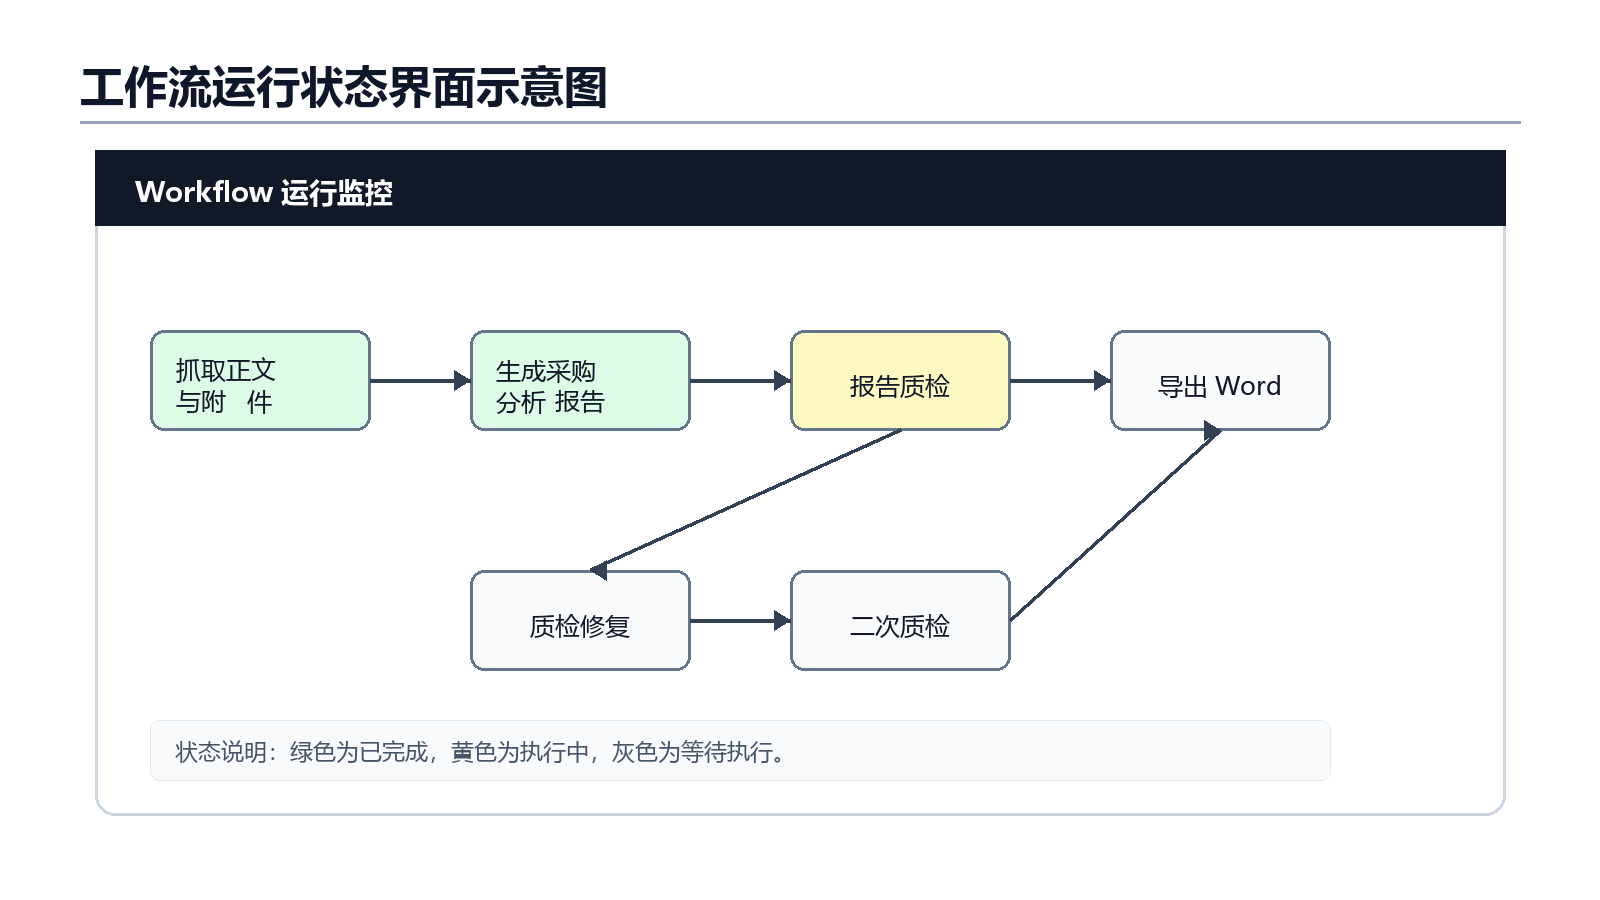 工作流运行状态界面示意图
Workflow 运行监控
抓取正文
与附 件
生成采购
分析 报告
报告质检
导出 Word
质检修复
二次质检
状态说明：绿色为已完成，黄色为执行中，灰色为等待执行。